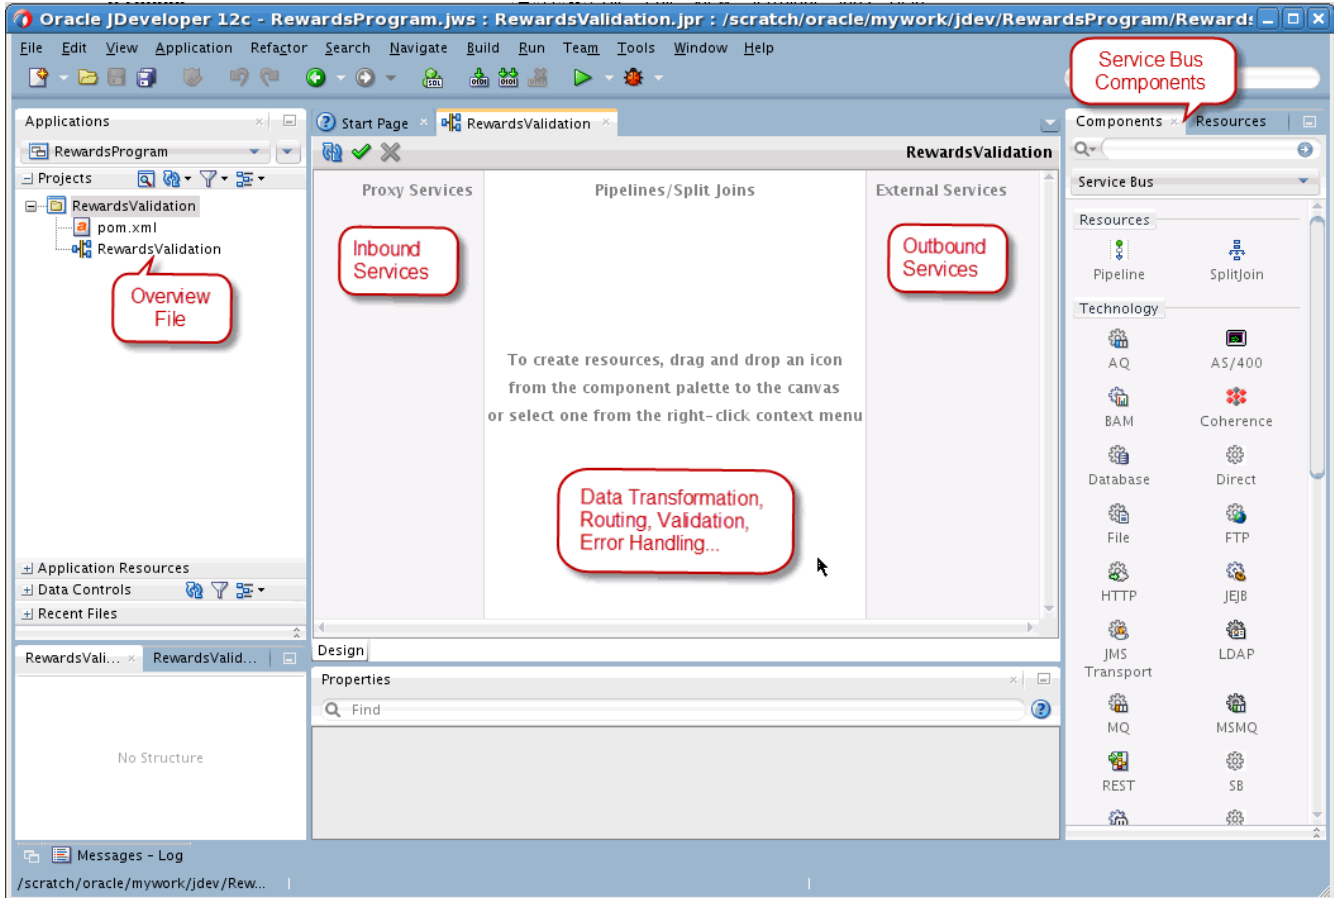 Oracle JDeveloper 12c - RewardsProgram.jws : RewardsValidation.jpr : /scratch/oracle/mywork/jdev/RewardsProgram/Rewards
File Edit View Application Refactor Search Navigate Build Run Team Tools Window Help
Service Bus
Components
Applications
RewardsProgram
Projects
RewardsValidation
pom.xml
RewardsValidation
Overview
File
Application Resources
Data Controls
Recent Files
RewardsVali... RewardsValid...
No Structure
Start Page RewardsValidation
RewardsValidation
Proxy Services Pipelines/Split Joins External Services
Inbound
Services
Outbound
Services
To create resources, drag and drop an icon
from the component palette to the canvas
or select one from the right-click context menu
Data Transformation,
Routing, Validation,
Error Handling...
Design
Properties
Find
Components Resources
Service Bus
Resources
Pipeline SplitJoin
Technology
AQ AS/400
BAM Coherence
Database Direct
File FTP
HTTP JEJB
JMS
Transport
LDAP
MQ MSMQ
REST SB
Messages - Log
/scratch/oracle/mywork/jdev/Rew...